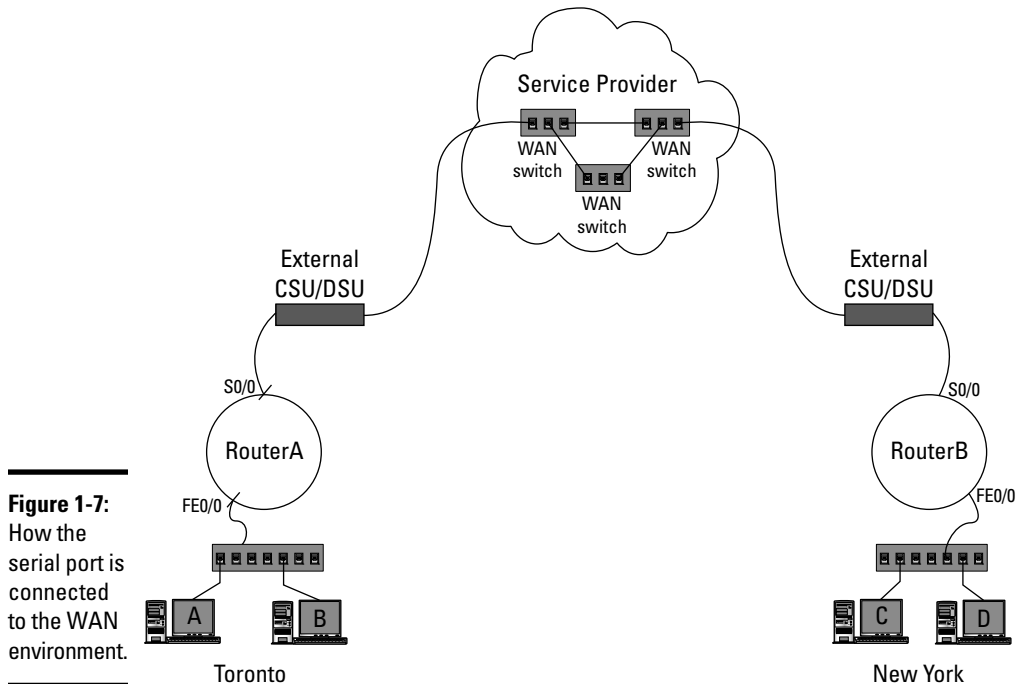 Service Provider
WAN
switch
WAN
switch
WAN
switch
External
CSU/DSU
External
CSU/DSU
S0/0
S0/0
RouterA
RouterB
FE0/0
FE0/0
Figure 1-7:
How the
serial port is
connected
to the WAN
environment.
A
B
C
D
Toronto
New York